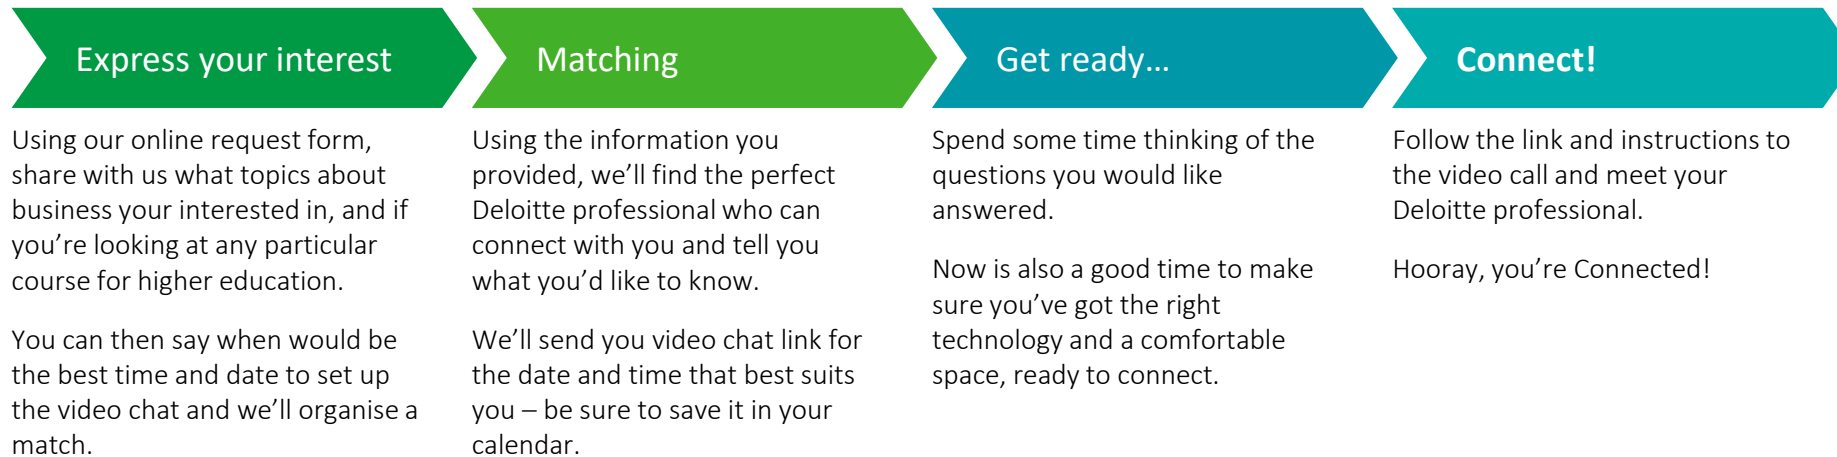 Express your interest
Using our online request form,
share with us what topics about
business your interested in, and if
you’re looking at any particular
course for higher education.
You can then say when would be
the best time and date to set up
the video chat and we’ll organise a
match.
Matching
Using the information you
provided, we’ll find the perfect
Deloitte professional who can
connect with you and tell you
what you’d like to know.
We’ll send you video chat link for
the date and time that best suits
you – be sure to save it in your
calendar.
Get ready…
Spend some time thinking of the
questions you would like
answered.
Now is also a good time to make
sure you’ve got the right
technology and a comfortable
space, ready to connect.
Connect!
Follow the link and instructions to
the video call and meet your
Deloitte professional.
Hooray, you’re Connected!